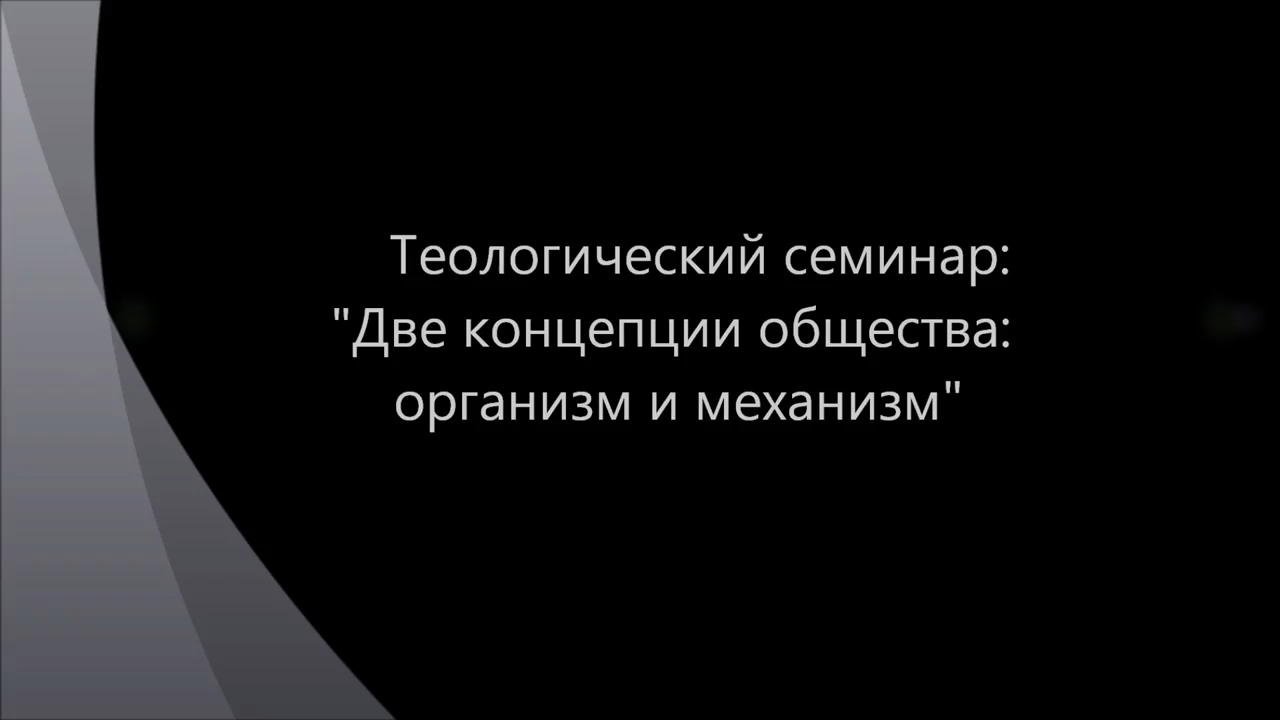 Теологический семинар:
"Две концепции общества:
организм и механизм"